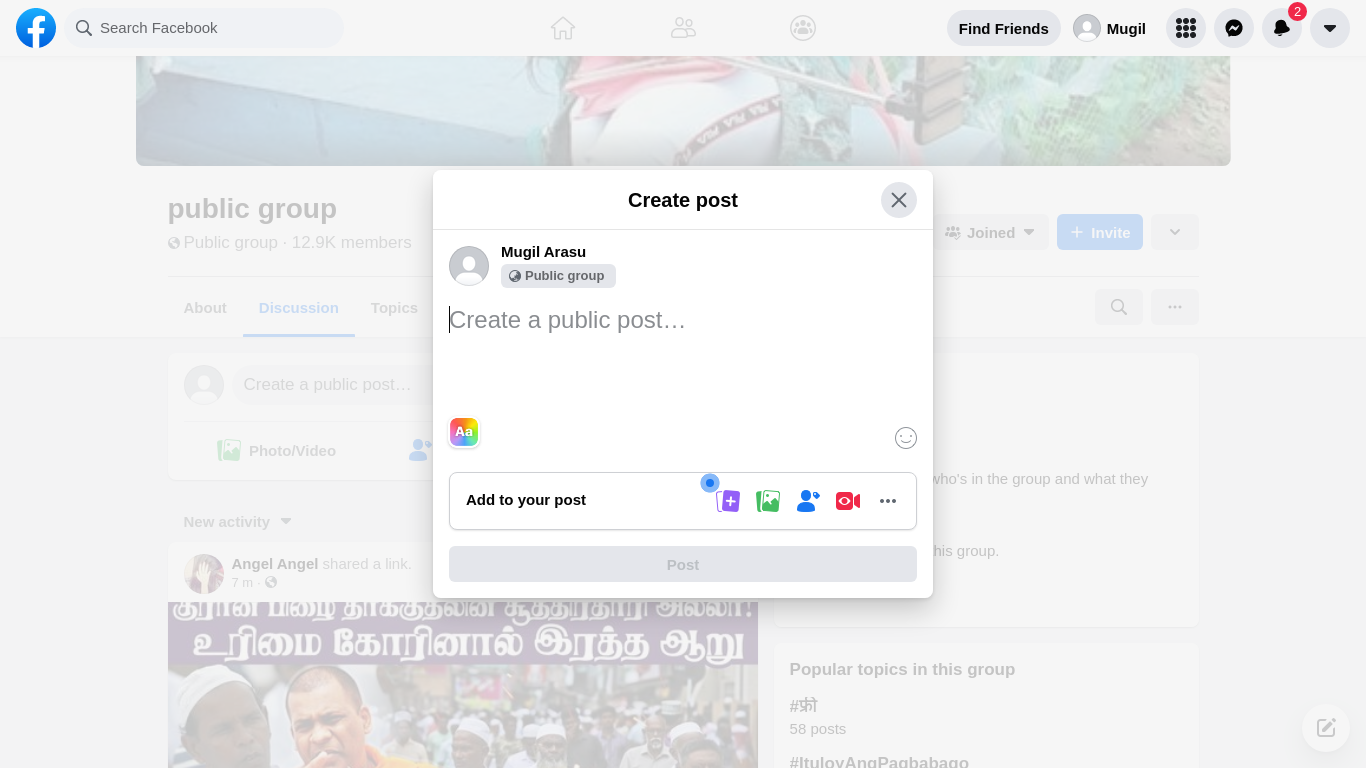 Search Facebook
Find Friends
Mugil
2
public group
Public group · 12.9K members
Joined
Invite
About
Discussion
Topics
Create post
Mugil Arasu
Public group
Create a public post…
Aa
Add to your post
Post
Create a public post…
Photo/Video
New activity
Angel Angel shared a link.
7 m
உரிமை கோரினால் இரத்த ஆறு
who's in the group and what they
this group.
Popular topics in this group
#फ्री
58 posts
#ItuloyAngPagbabago